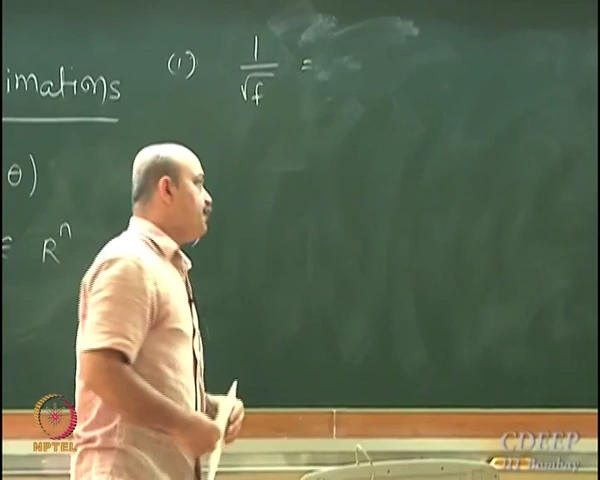 imations
(1) 1/√f =
θ)
∈ R^n
NPTEL
CDEEP
IIT Bombay